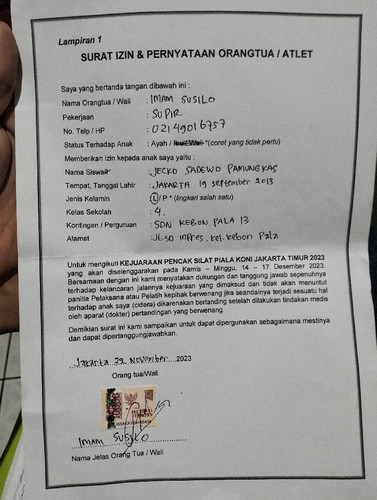 Lampiran 1
SURAT IZIN & PERNYATAAN ORANGTUA / ATLET
Saya yang bertanda tangan dibawah ini :
Nama Orangtua / Wali : IMAM SUSILO
Pekerjaan : SUPIR
No. Telp / HP : 02149016757
Status Terhadap Anak : Ayah / *(coret yang tidak perlu)
Memberikan Izin kepada anak saya yaitu :
Nama Siswa : JECKO SADEWO PAMUNGKAS
Tempat, Tanggal Lahir : JAKARTA 19 september 2013
Jenis Kelamin : L/P *(lingkari salah satu)
Kelas Sekolah : 4.
Kontingen / Perguruan : SDN KEBON PALA 13
Alamat : JL. inpres. kel. kebon Pala
Untuk mengikuti KEJUARAAN PENCAK SILAT PIALA KONI JAKARTA TIMUR 2023
yang akan diselenggarakan pada Kamis – Minggu, 14 – 17 Desember 2023.
Bersamaan dengan ini kami menyatakan dukungan dan tanggung jawab sepenuhnya
terhadap kelancaran jalannya kejuaraan yang dimaksud dan tidak akan menuntut
panitia Pelaksana atau Pelatih kepihak berwenang jika seandainya terjadi sesuatu hal
terhadap anak saya (cidera) dikarenakan bertanding setelah dilakukan tindakan medis
oleh aparat (dokter) pertandingan yang berwenang.
Demikian surat ini kami sampaikan untuk dapat dipergunakan sebagaimana mestinya
dan dapat dipertanggungjawabkan.
Jakarta 22 November 2023
Orang tua/Wali
IMAM SUSILO
Nama Jelas Orang Tua / Wali